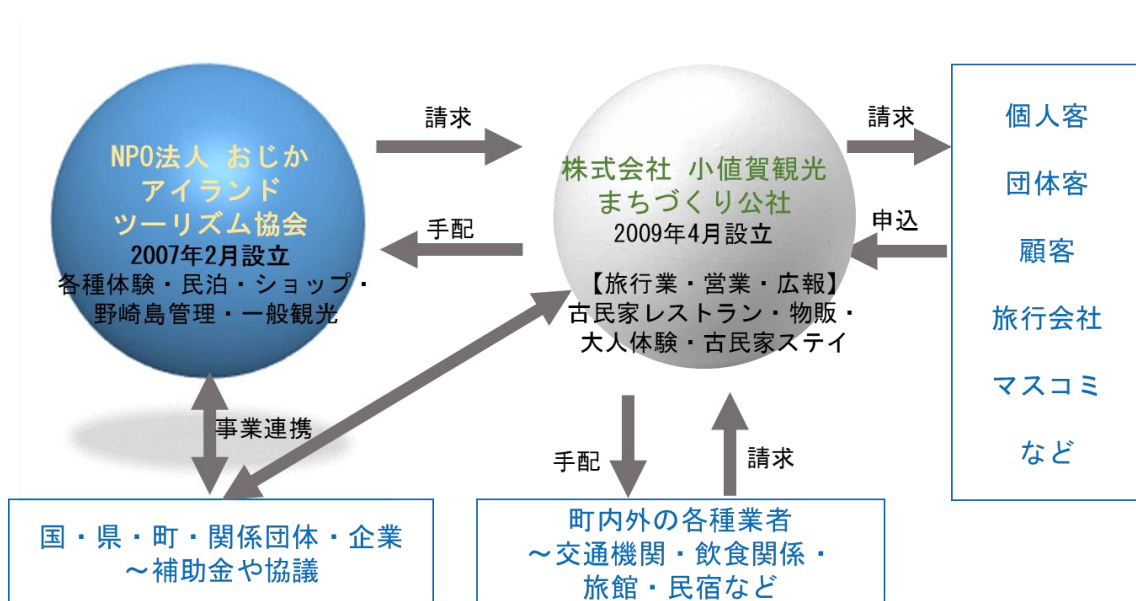 NPO法人 おじか
アイランド
ツーリズム協会
2007年2月設立
各種体験・民泊・ショップ・
野崎島管理・一般観光
請求
手配
株式会社 小値賀観光
まちづくり公社
2009年4月設立
【旅行業・営業・広報】
古民家レストラン・物販・
大人体験・古民家ステイ
請求
申込
個人客
団体客
顧客
旅行会社
マスコミ
など
事業連携
手配
請求
国・県・町・関係団体・企業
～補助金や協議
町内外の各種業者
～交通機関・飲食関係・
旅館・民宿など